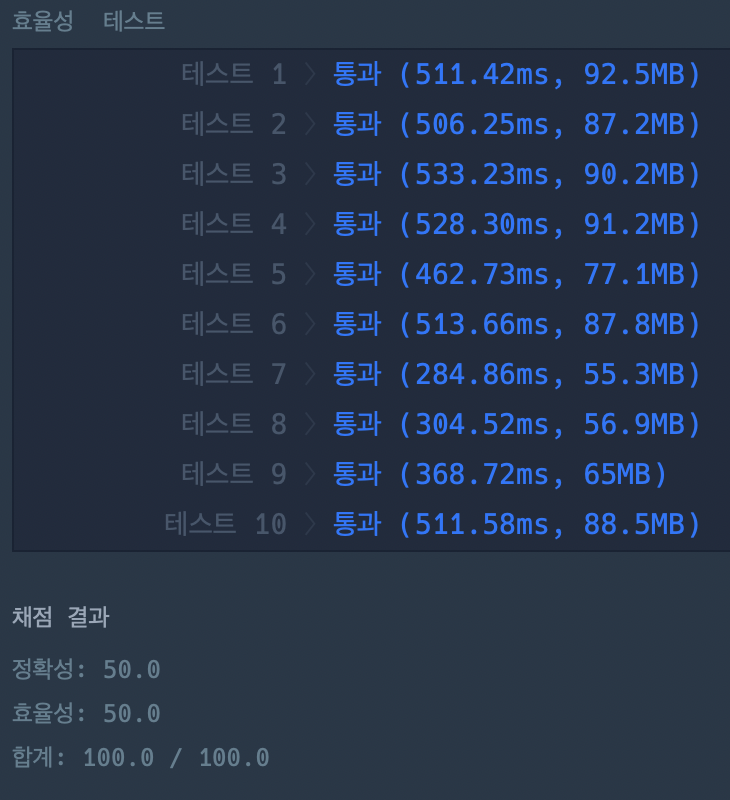 효율성 테스트
테스트 1 〉 통과 (511.42ms, 92.5MB)
테스트 2 〉 통과 (506.25ms, 87.2MB)
테스트 3 〉 통과 (533.23ms, 90.2MB)
테스트 4 〉 통과 (528.30ms, 91.2MB)
테스트 5 〉 통과 (462.73ms, 77.1MB)
테스트 6 〉 통과 (513.66ms, 87.8MB)
테스트 7 〉 통과 (284.86ms, 55.3MB)
테스트 8 〉 통과 (304.52ms, 56.9MB)
테스트 9 〉 통과 (368.72ms, 65MB)
테스트 10 〉 통과 (511.58ms, 88.5MB)
채점 결과
정확성: 50.0
효율성: 50.0
합계: 100.0 / 100.0